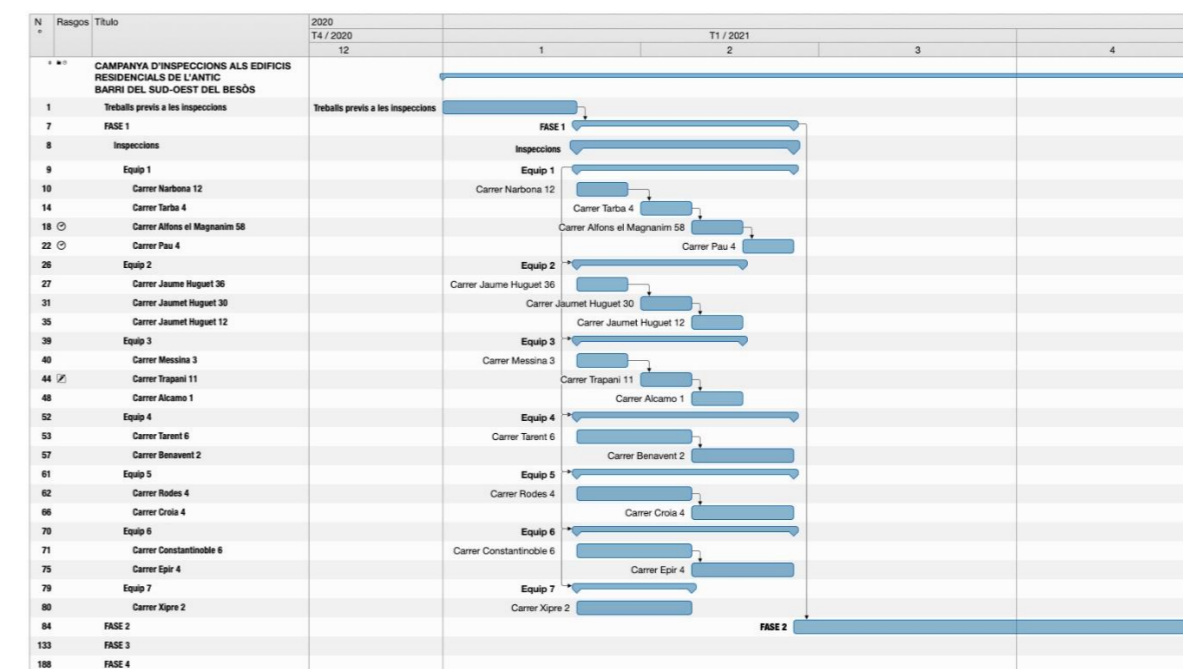 N° Rasgos Título 2020
T4 / 2020 T1 / 2021
12 1 2 3 4
CAMPANYA D'INSPECCIONS ALS EDIFICIS
RESIDENCIALS DE L'ANTIC
BARRI DEL SUD-OEST DEL BESÒS
1 Treballs previs a les inspeccions Treballs previs a les inspeccions
7 FASE 1 FASE 1
8 Inspeccions Inspeccions
9 Equip 1 Equip 1
10 Carrer Narbona 12 Carrer Narbona 12
14 Carrer Tarba 4 Carrer Tarba 4
18 Carrer Alfons el Magnanim 58 Carrer Alfons el Magnanim 58
22 Carrer Pau 4 Carrer Pau 4
26 Equip 2 Equip 2
27 Carrer Jaume Huguet 36 Carrer Jaume Huguet 36
31 Carrer Jaumet Huguet 30 Carrer Jaumet Huguet 30
35 Carrer Jaumet Huguet 12 Carrer Jaumet Huguet 12
39 Equip 3 Equip 3
40 Carrer Messina 3 Carrer Messina 3
44 Carrer Trapani 11 Carrer Trapani 11
48 Carrer Alcamo 1 Carrer Alcamo 1
52 Equip 4 Equip 4
53 Carrer Tarent 6 Carrer Tarent 6
57 Carrer Benavent 2 Carrer Benavent 2
61 Equip 5 Equip 5
62 Carrer Rodes 4 Carrer Rodes 4
66 Carrer Croia 4 Carrer Croia 4
70 Equip 6 Equip 6
71 Carrer Constantinoble 6 Carrer Constantinoble 6
75 Carrer Epir 4 Carrer Epir 4
79 Equip 7 Equip 7
80 Carrer Xipre 2 Carrer Xipre 2
84 FASE 2 FASE 2
133 FASE 3
188 FASE 4